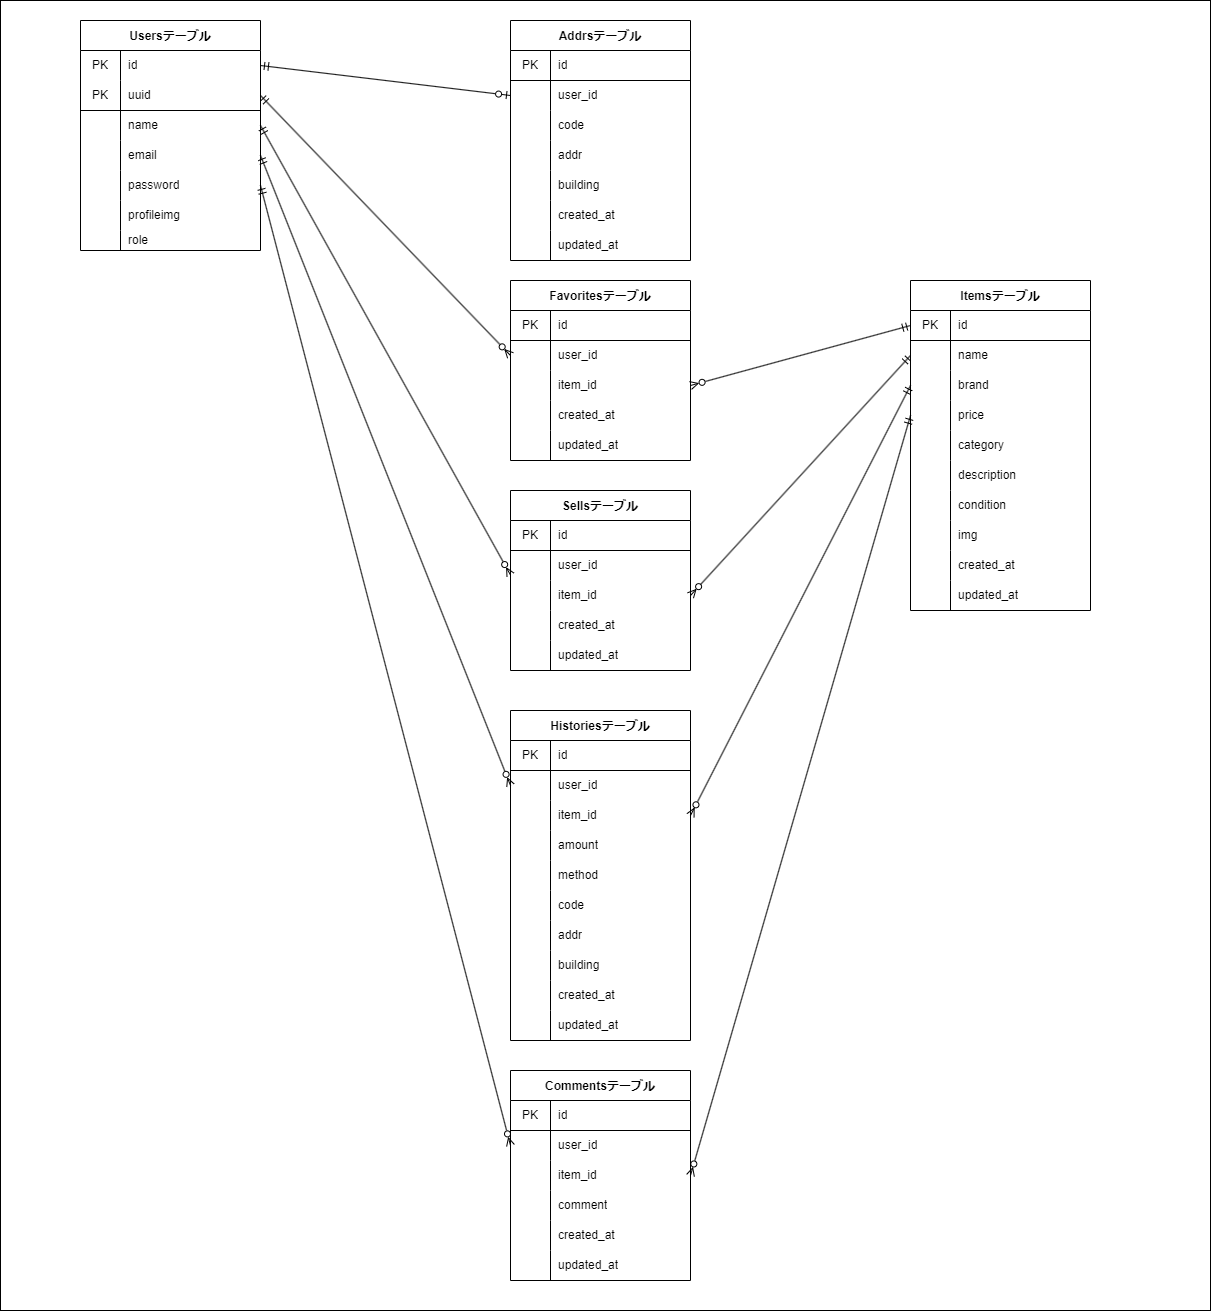 Usersテーブル
PK id
PK uuid
name
email
password
profileimg
role
Addrsテーブル
PK id
user_id
code
addr
building
created_at
updated_at
Favoritesテーブル
PK id
user_id
item_id
created_at
updated_at
Itemsテーブル
PK id
name
brand
price
category
description
condition
img
created_at
updated_at
Sellsテーブル
PK id
user_id
item_id
created_at
updated_at
Historiesテーブル
PK id
user_id
item_id
amount
method
code
addr
building
created_at
updated_at
Commentsテーブル
PK id
user_id
item_id
comment
created_at
updated_at